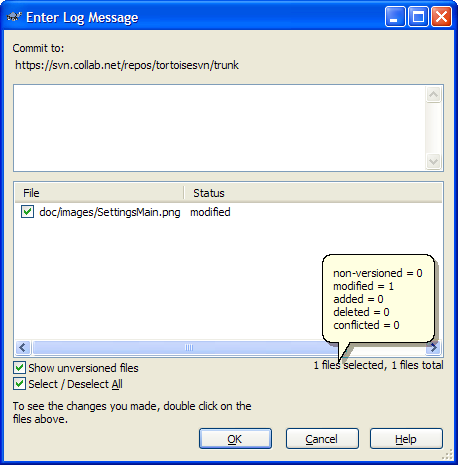 Enter Log Message
Commit to:
https://svn.collab.net/repos/tortoisesvn/trunk
File Status
doc/images/SettingsMain.png modified
non-versioned = 0
modified = 1
added = 0
deleted = 0
conflicted = 0
1 files selected, 1 files total
Show unversioned files
Select / Deselect All
To see the changes you made, double click on the
files above.
OK Cancel Help